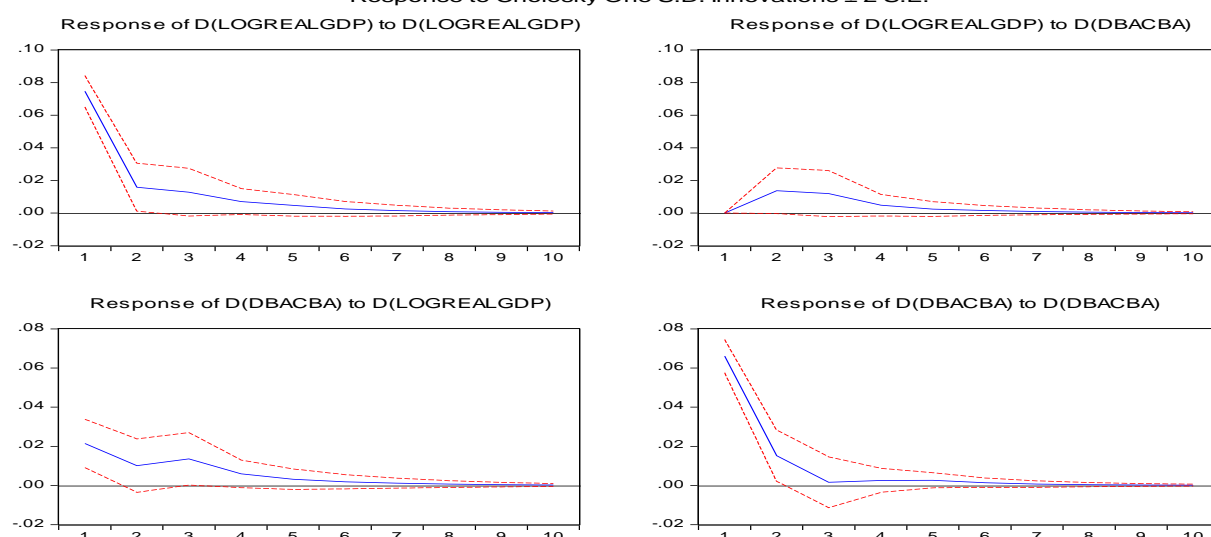 Response to Cholesky One S.D. Innovations ± 2 S.E.
Response of D(LOGREALGDP) to D(LOGREALGDP)
.10
.08
.06
.04
.02
.00
-.02
1 2 3 4 5 6 7 8 9 10
Response of D(LOGREALGDP) to D(DBACBA)
.10
.08
.06
.04
.02
.00
-.02
1 2 3 4 5 6 7 8 9 10
Response of D(DBACBA) to D(LOGREALGDP)
.08
.06
.04
.02
.00
-.02
1 2 3 4 5 6 7 8 9 10
Response of D(DBACBA) to D(DBACBA)
.08
.06
.04
.02
.00
-.02
1 2 3 4 5 6 7 8 9 10